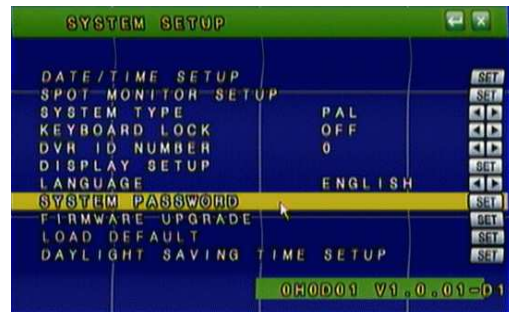 SYSTEM SETUP
DATE/TIME SETUP SET
SPOT MONITOR SETUP SET
SYSTEM TYPE PAL
KEYBOARD LOCK OFF
DVR ID NUMBER 0
DISPLAY SETUP SET
LANGUAGE ENGLISH
SYSTEM PASSWORD SET
FIRMWARE UPGRADE SET
LOAD DEFAULT SET
DAYLIGHT SAVING TIME SETUP SET
0H0D01 V1.0.01-D1